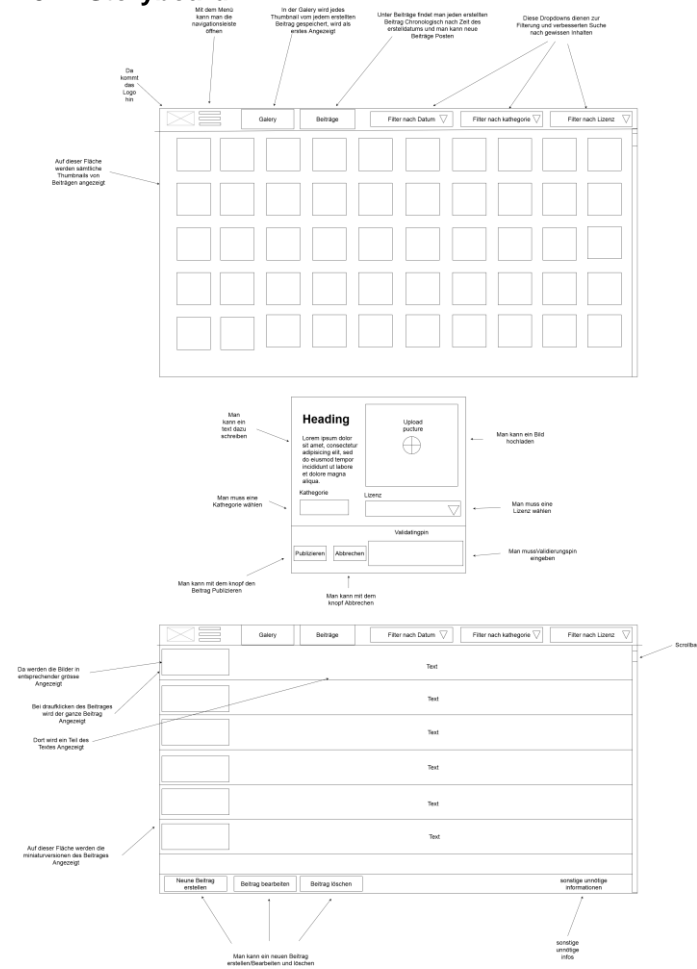 Mit dem Menü
kann man die
navigationsleiste
öffnen
In der Galery wird jedes
Thumbnail vom jedem erstellten
Beitrag gespeichert, wird als
erstes Angezeigt
Unter Beiträge findet man jeden erstellten
Beitrag Chronologisch nach Zeit des
erstelldatums und man kann neue
Beiträge Posten
Diese Dropdowns dienen zur
Filterung und verbesserten Suche
nach gewissen Inhalten
Da
kommt
das
Logo
hin
Galery
Beiträge
Filter nach Datum
Filter nach kathegorie
Filter nach Lizenz
Auf dieser Fläche
werden sämtliche
Thumbnails von
Beiträgen angezeigt
Man
kann ein
text dazu
schreiben
Heading
Lorem ipsum dolor
sit amet, consectetur
adipisicing elit, sed
do eiusmod tempor
incididunt ut labore
et dolore magna
aliqua.
Upload
pucture
Man kann ein Bild
hochladen
Man muss eine
Kathegorie wählen
Kathegorie
Lizenz
Man muss eine
Lizenz wählen
Validatingpin
Publizieren
Abbrechen
Man mussValidierungspin
eingeben
Man kann mit dem knopf den
Beitrag Publizieren
Man kann mit dem
knopf Abbrechen
Galery
Beiträge
Filter nach Datum
Filter nach kathegorie
Filter nach Lizenz
Scrollba
Da werden die Bilder in
entsprechender grösse
Angezeigt
Bei draufklicken des Beitrages
wird der ganze Beitrag
Angezeigt
Dort wird ein Teil des
Textes Angezeigt
Text
Text
Text
Text
Text
Text
Auf dieser Fläche werden die
miniaturversionen des Beitrages
Angezeigt
Neune Beitrag
erstellen
Beitrag bearbeiten
Beitrag löschen
sonstige unnötige
informationen
Man kann ein neuen Beitrag
erstellen/Bearbeiten und löschen
sonstige
unnötige
infos